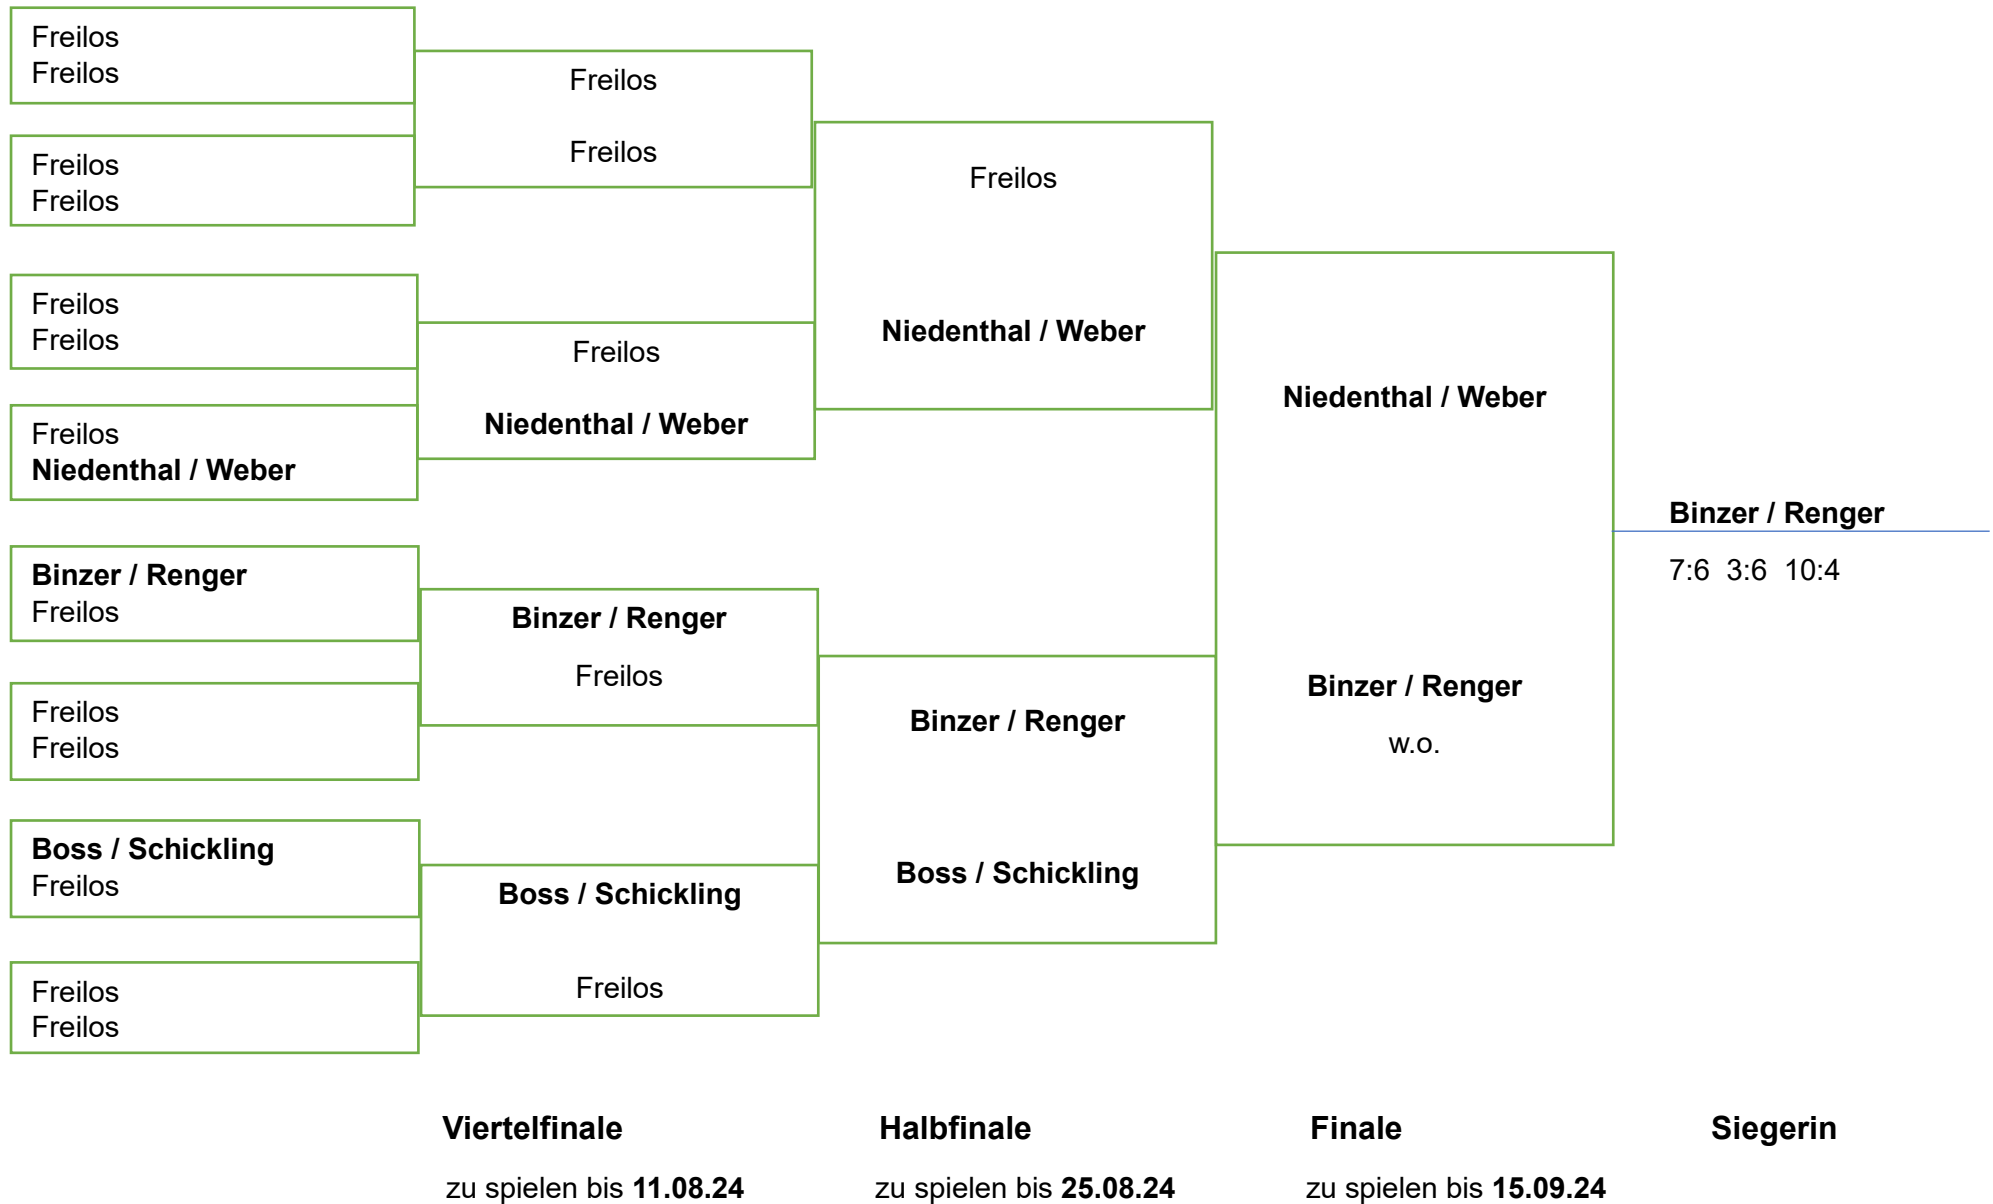 Freilos
Freilos
Freilos
Freilos
Freilos
Freilos
Freilos
Niedenthal / Weber
Binzer / Renger
Freilos
Freilos
Freilos
Boss / Schickling
Freilos
Freilos
Freilos
Freilos
Freilos
Freilos
Niedenthal / Weber
Binzer / Renger
Freilos
Boss / Schickling
Freilos
Freilos
Niedenthal / Weber
Binzer / Renger
Boss / Schickling
Niedenthal / Weber
Binzer / Renger
w.o.
Binzer / Renger
7:6 3:6 10:4
Viertelfinale
Halbfinale
Finale
Siegerin
zu spielen bis 11.08.24
zu spielen bis 25.08.24
zu spielen bis 15.09.24